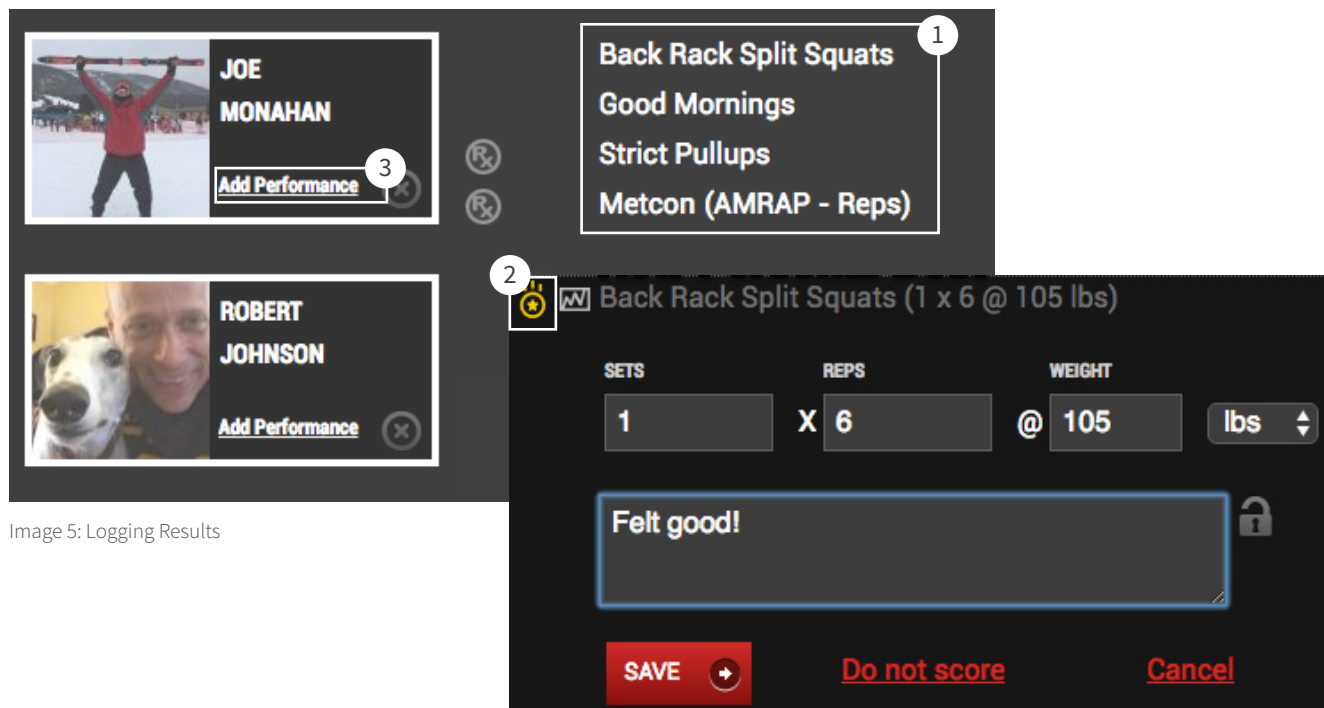 JOE
MONAHAN
Add Performance
3
Rx
Rx
1
Back Rack Split Squats
Good Mornings
Strict Pullups
Metcon (AMRAP - Reps)
ROBERT
JOHNSON
Add Performance
2
Back Rack Split Squats (1 x 6 @ 105 lbs)
SETS REPS WEIGHT
1 X 6 @ 105 lbs
Felt good!
SAVE Do not score Cancel
Image 5: Logging Results